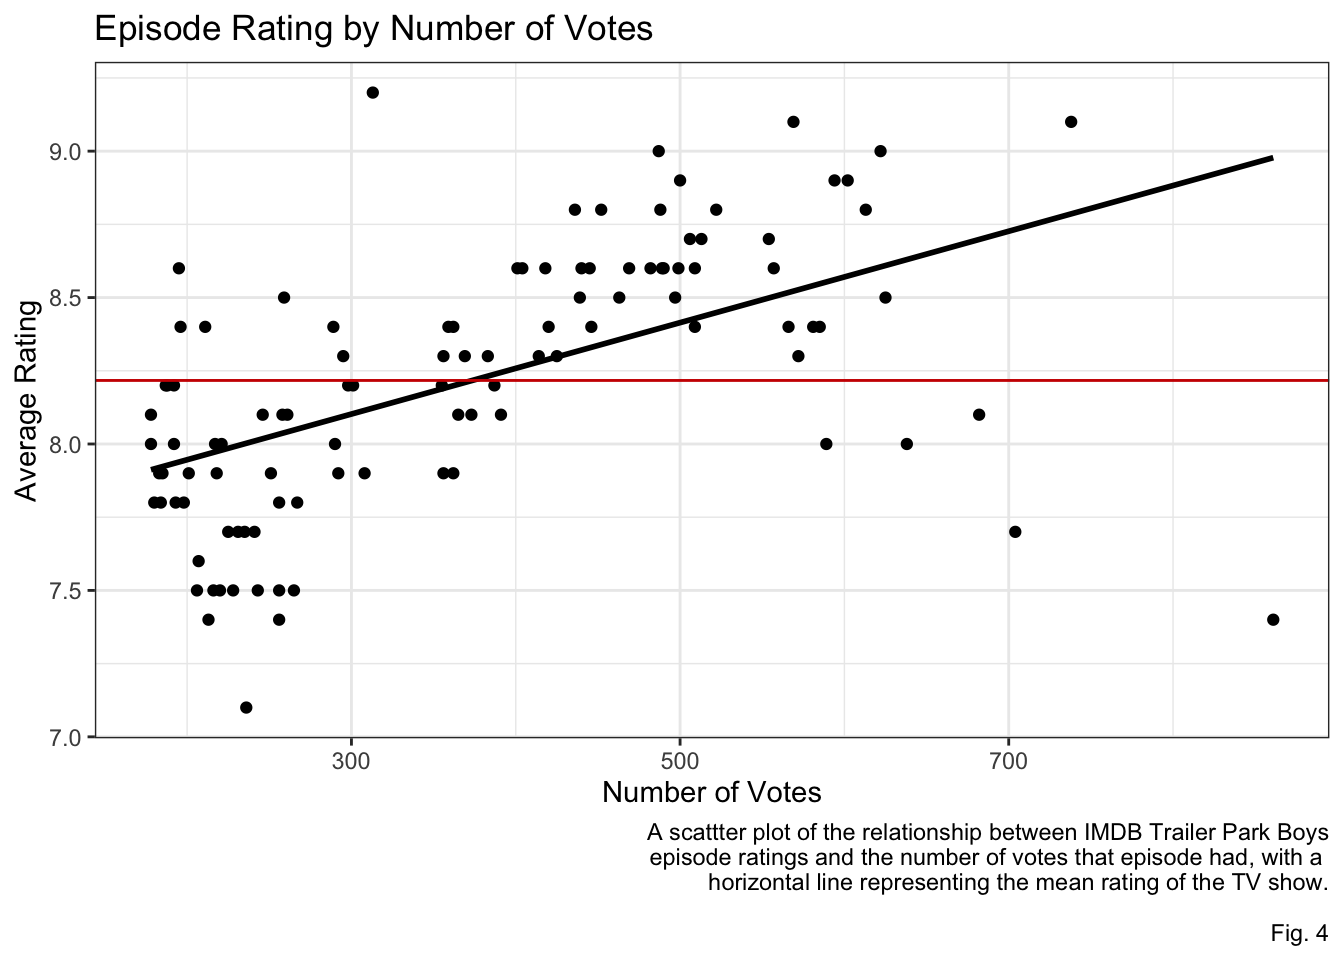 Episode Rating by Number of Votes
9.0
8.5
8.0
7.5
7.0
Average Rating
300 500 700
Number of Votes
A scattter plot of the relationship between IMDB Trailer Park Boys
episode ratings and the number of votes that episode had, with a
horizontal line representing the mean rating of the TV show.
Fig. 4